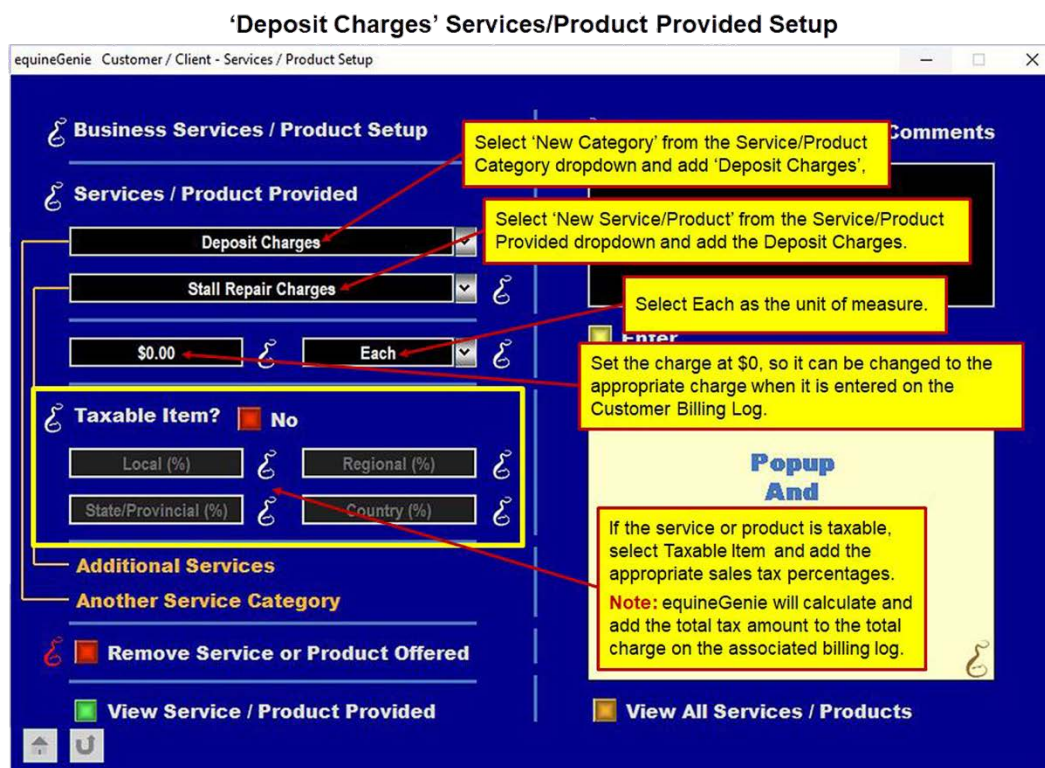 ‘Deposit Charges’ Services/Product Provided Setup
equineGenie Customer / Client - Services / Product Setup
Business Services / Product Setup
Comments
Select ‘New Category’ from the Service/Product
Category dropdown and add ‘Deposit Charges’,
Services / Product Provided
Select ‘New Service/Product’ from the Service/Product
Provided dropdown and add the Deposit Charges.
Deposit Charges
Stall Repair Charges
Select Each as the unit of measure.
Enter
$0.00
Each
Set the charge at $0, so it can be changed to the
appropriate charge when it is entered on the
Customer Billing Log.
Taxable Item?
No
Local (%)
Regional (%)
State/Provincial (%)
Country (%)
Popup
And
If the service or product is taxable,
select Taxable Item and add the
appropriate sales tax percentages.
Note: equineGenie will calculate and
add the total tax amount to the total
charge on the associated billing log.
Additional Services
Another Service Category
Remove Service or Product Offered
View Service / Product Provided
View All Services / Products